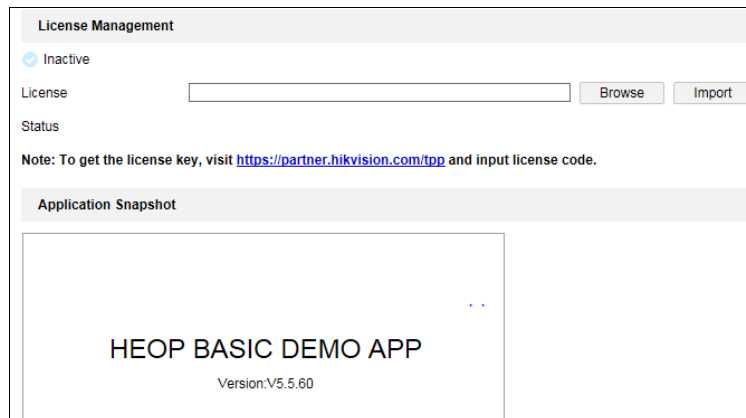 License Management
Inactive
License Browse Import
Status
Note: To get the license key, visit https://partner.hikvision.com/tpp and input license code.
Application Snapshot
HEOP BASIC DEMO APP
Version:V5.5.60